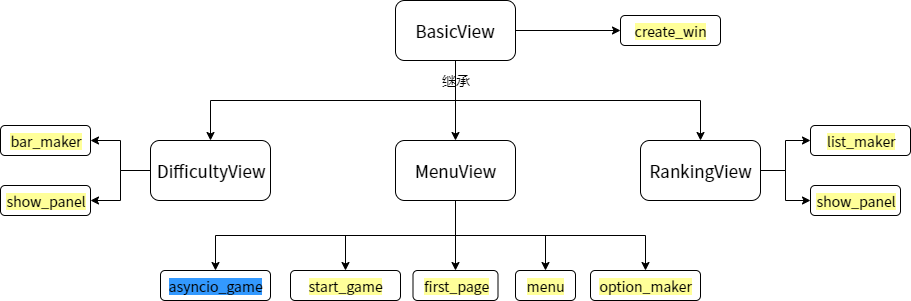 BasicView
create_win
继承
bar_maker
list_maker
DifficultyView
MenuView
RankingView
show_panel
show_panel
asyncio_game
start_game
first_page
menu
option_maker